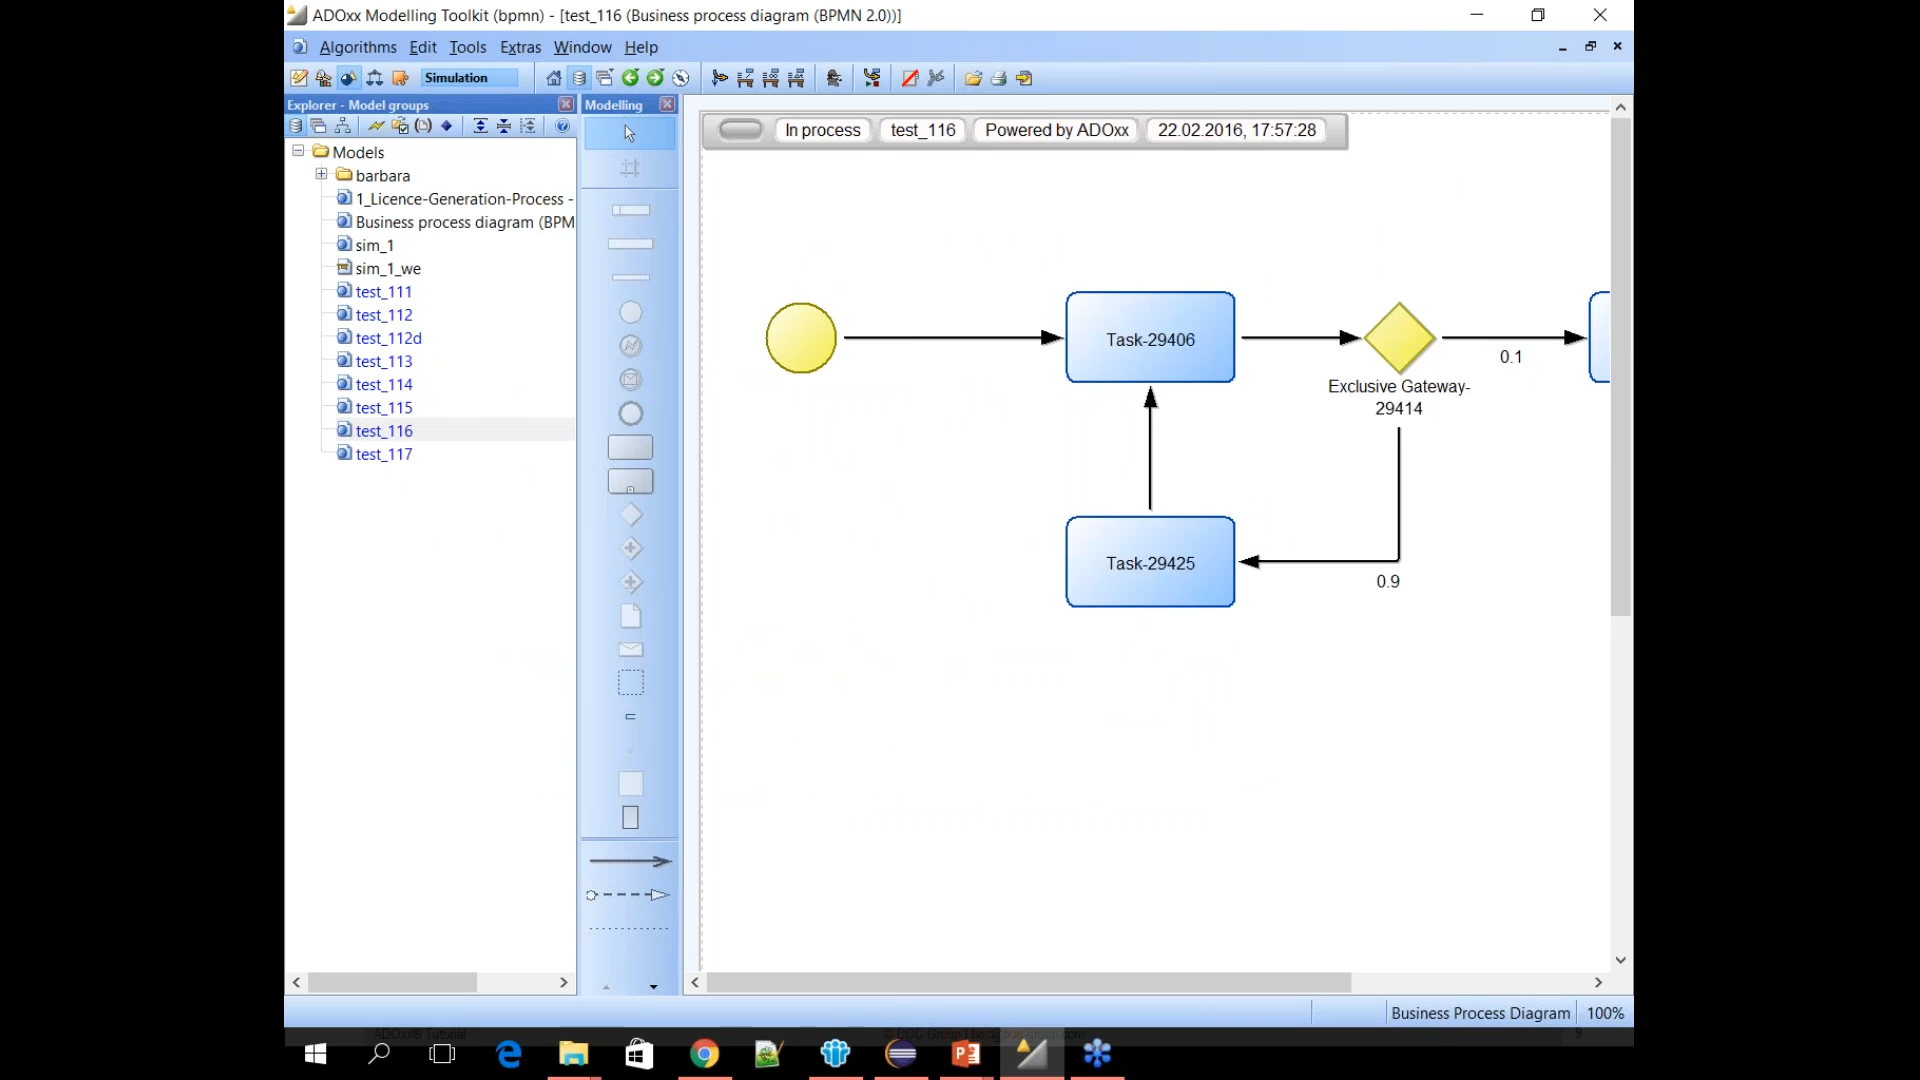 ADOxx Modelling Toolkit (bpmn) - [test_116 (Business process diagram (BPMN 2.0))]
Algorithms Edit Tools Extras Window Help
Simulation
Explorer - Model groups
Modelling
Models
barbara
1_Licence-Generation-Process -
Business process diagram (BPM
sim_1
sim_1_we
test_111
test_112
test_112d
test_113
test_114
test_115
test_116
test_117
In process test_116 Powered by ADOxx 22.02.2016, 17:57:28
Task-29406
0.1
Exclusive Gateway-
29414
Task-29425
0.9
Business Process Diagram 100%